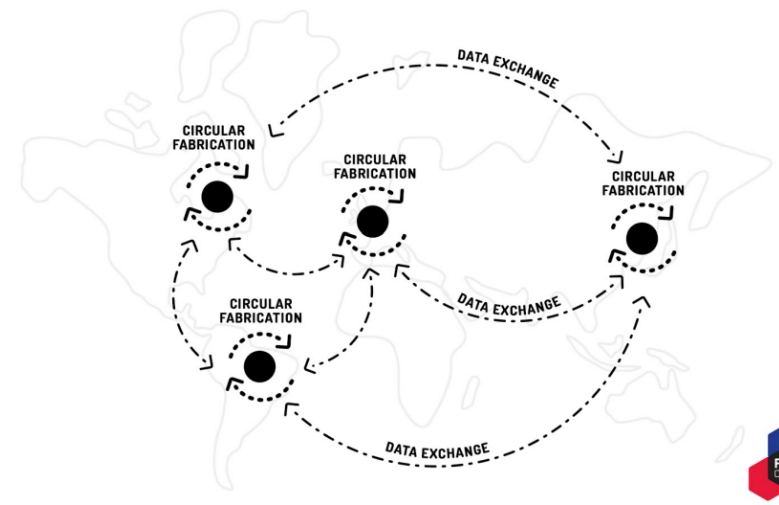 DATA EXCHANGE
CIRCULAR
FABRICATION
CIRCULAR
FABRICATION
CIRCULAR
FABRICATION
CIRCULAR
FABRICATION
DATA EXCHANGE
DATA EXCHANGE